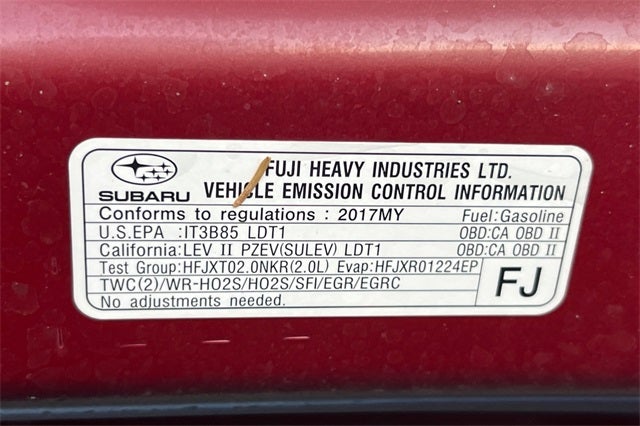 SUBARU
FUJI HEAVY INDUSTRIES LTD.
VEHICLE EMISSION CONTROL INFORMATION
Conforms to regulations : 2017MY Fuel:Gasoline
U.S.EPA :IT3B85 LDT1 OBD:CA OBD II
California:LEV II PZEV(SULEV) LDT1 OBD:CA OBD II
Test Group:HFJXT02.0NKR(2.0L) Evap:HFJXR01224EP
TWC(2)/WR-HO2S/HO2S/SFI/EGR/EGRC
No adjustments needed.
FJ